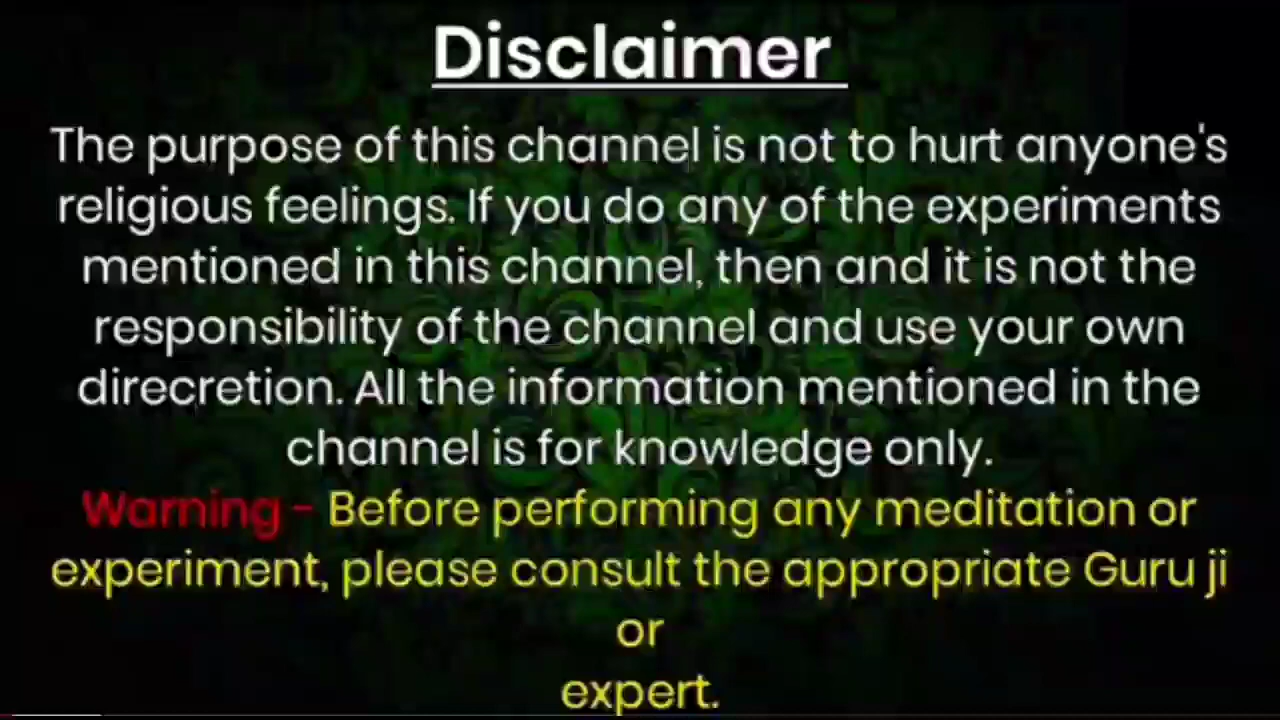 Disclaimer
The purpose of this channel is not to hurt anyone's
religious feelings. If you do any of the experiments
mentioned in this channel, then and it is not the
responsibility of the channel and use your own
direcretion. All the information mentioned in the
channel is for knowledge only.
Warning - Before performing any meditation or
experiment, please consult the appropriate Guru ji
or
expert.